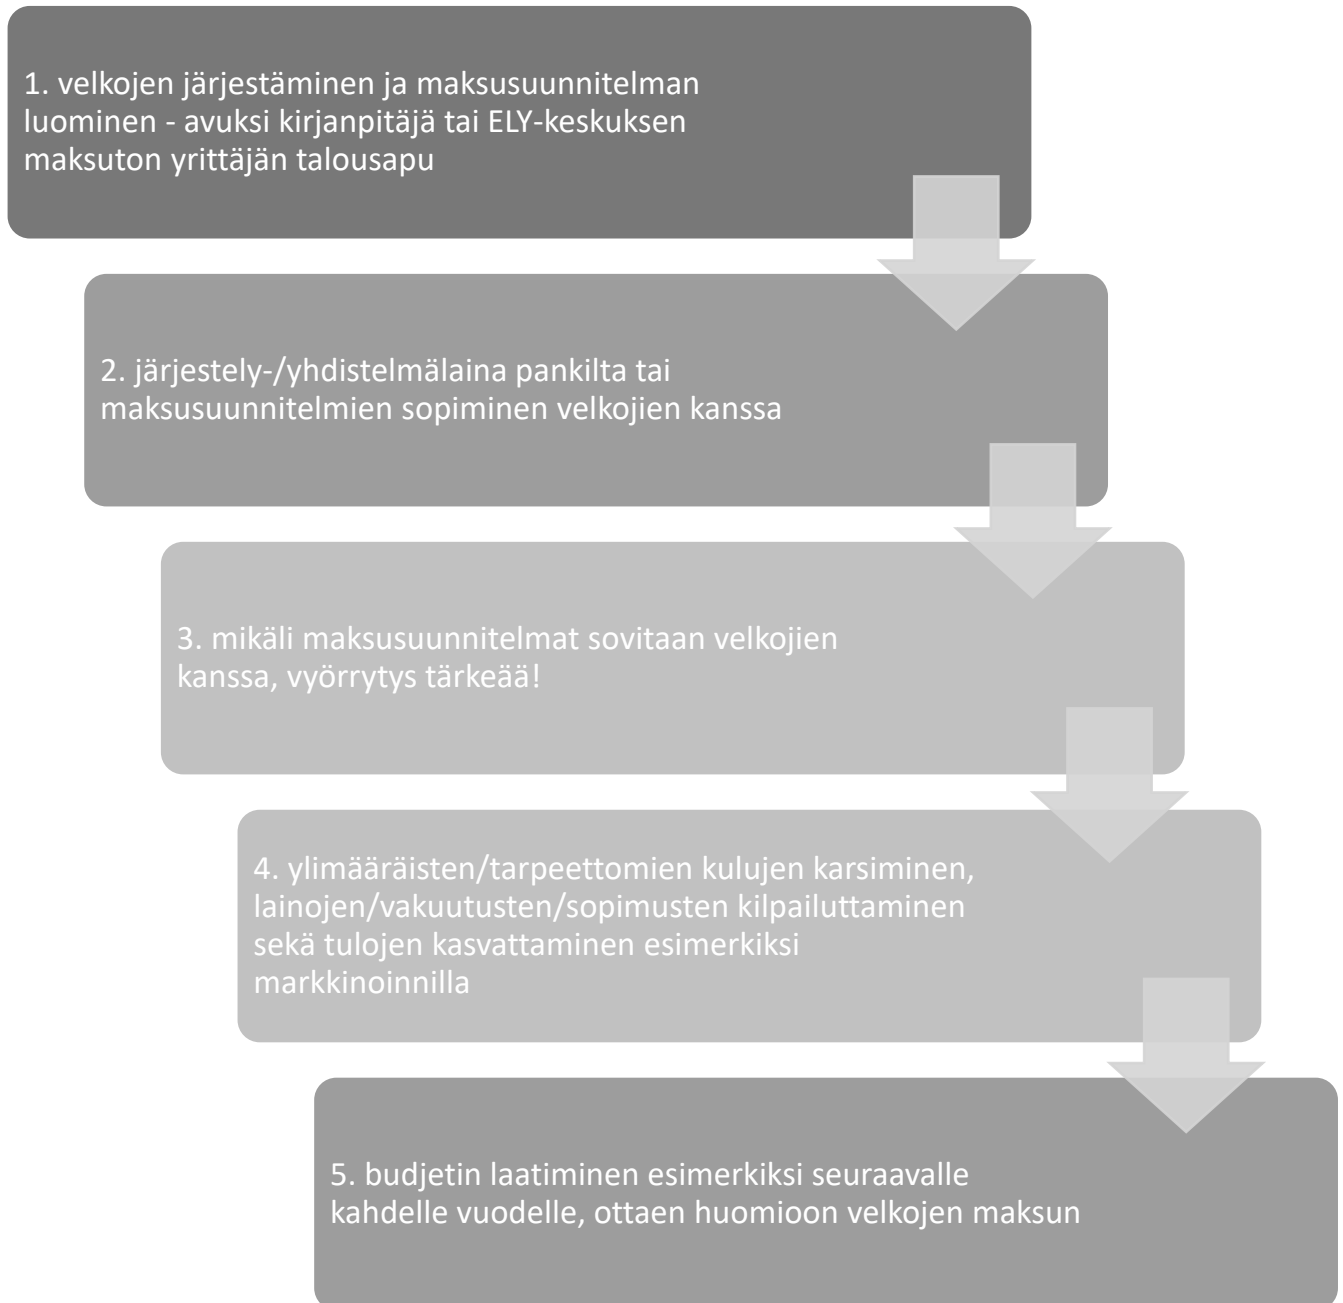 1. velkojen järjestäminen ja maksusuunnitelman
luominen - avuksi kirjanpitäjä tai ELY-keskuksen
maksuton yrittäjän talousapu
2. järjestely-/yhdistelmälaina pankilta tai
maksusuunnitelmien sopiminen velkojien kanssa
3. mikäli maksusuunnitelmat sovitaan velkojien
kanssa, vyörrytys tärkeää!
4. ylimääräisten/tarpeettomien kulujen karsiminen,
lainojen/vakuutusten/sopimusten kilpailuttaminen
sekä tulojen kasvattaminen esimerkiksi
markkinoinnilla
5. budjetin laatiminen esimerkiksi seuraavalle
kahdelle vuodelle, ottaen huomioon velkojen maksun